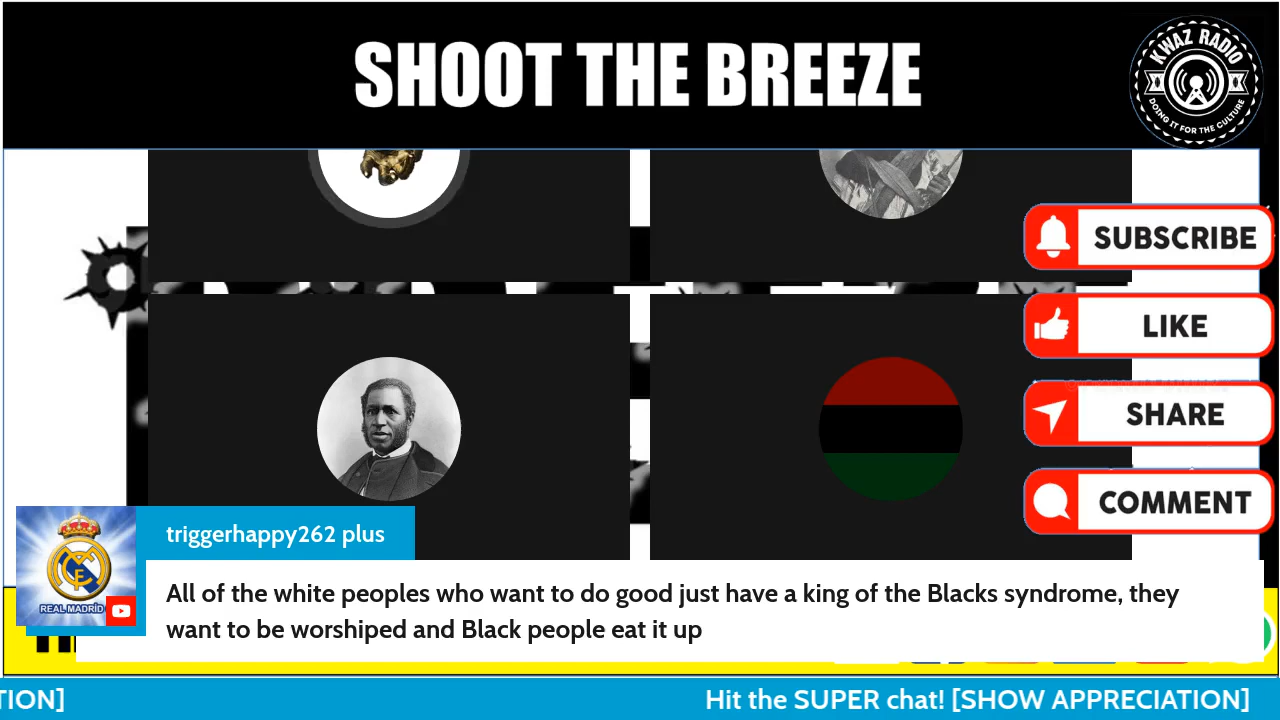 SHOOT THE BREEZE
KWAZ RADIO
DOING IT FOR THE CULTURE
SUBSCRIBE
LIKE
SHARE
COMMENT
REAL MADRID
triggerhappy262 plus
All of the white peoples who want to do good just have a king of the Blacks syndrome, they
want to be worshiped and Black people eat it up
TION]
Hit the SUPER chat! [SHOW APPRECIATION]